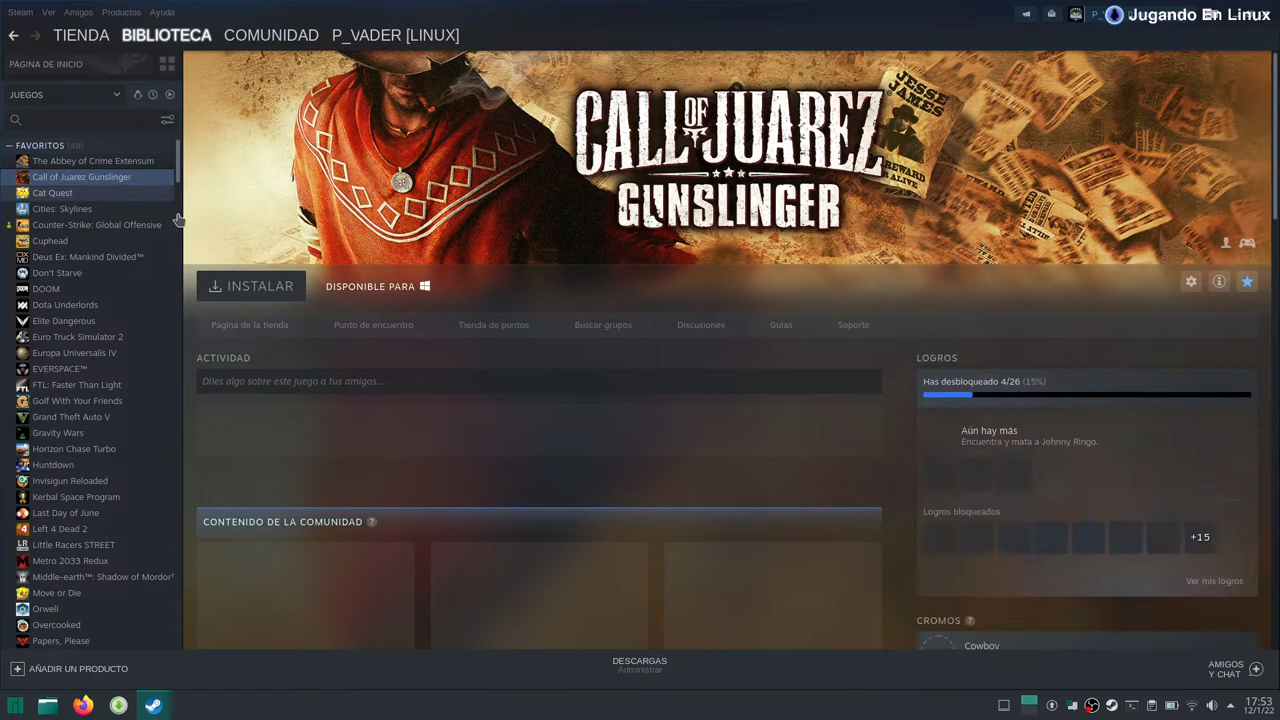 Steam Ver Amigos Productos Ayuda
Jugando En Linux
TIENDA BIBLIOTECA COMUNIDAD P_VADER [LINUX]
PÁGINA DE INICIO
JUEGOS
FAVORITOS (48)
The Abbey of Crime Extensum
Call of Juarez Gunslinger
Cat Quest
Cities: Skylines
Counter-Strike: Global Offensive
Cuphead
Deus Ex: Mankind Divided™
Don't Starve
DOOM
Dota Underlords
Elite Dangerous
Euro Truck Simulator 2
Europa Universalis IV
EVERSPACE™
FTL: Faster Than Light
Golf With Your Friends
Grand Theft Auto V
Gravity Wars
Horizon Chase Turbo
Huntdown
Invisigun Reloaded
Kerbal Space Program
Last Day of June
Left 4 Dead 2
Little Racers STREET
Metro 2033 Redux
Middle-earth™: Shadow of Mordor
Move or Die
Orwell
Overcooked
Papers, Please
CALL OF JUAREZ
GUNSLINGER
JESSE
JAMES
REWARD
ALIVE
INSTALAR
DISPONIBLE PARA
Página de la tienda Punto de encuentro Tienda de puntos Buscar grupos Discusiones Guías Soporte
ACTIVIDAD
Diles algo sobre este juego a tus amigos...
CONTENIDO DE LA COMUNIDAD ?
LOGROS
Has desbloqueado 4/26 (15%)
Aún hay más
Encuentra y mata a Johnny Ringo.
Logros bloqueados
+15
Ver mis logros
CROMOS ?
Cowboy
AÑADIR UN PRODUCTO
DESCARGAS
Administrar
AMIGOS
Y CHAT
17:53
12/1/22